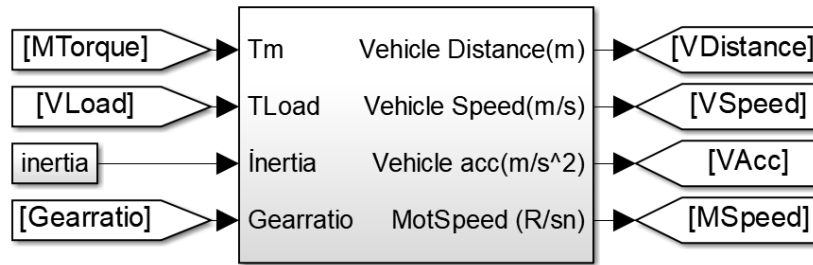 [MTorque] Tm Vehicle Distance(m) [VDistance]
[VLoad] TLoad Vehicle Speed(m/s) [VSpeed]
inertia İnertia Vehicle acc(m/s^2) [VAcc]
[Gearratio] Gearratio MotSpeed (R/sn) [MSpeed]